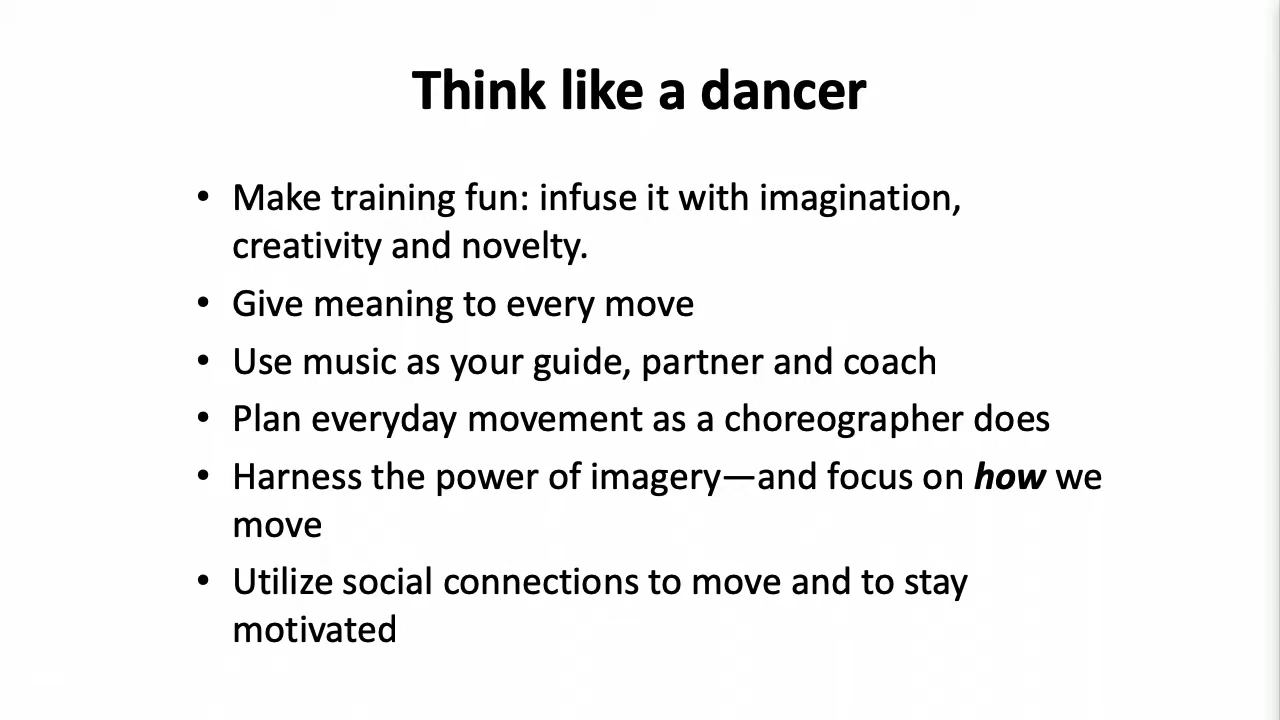 Think like a dancer
• Make training fun: infuse it with imagination,
creativity and novelty.
• Give meaning to every move
• Use music as your guide, partner and coach
• Plan everyday movement as a choreographer does
• Harness the power of imagery—and focus on how we
move
• Utilize social connections to move and to stay
motivated